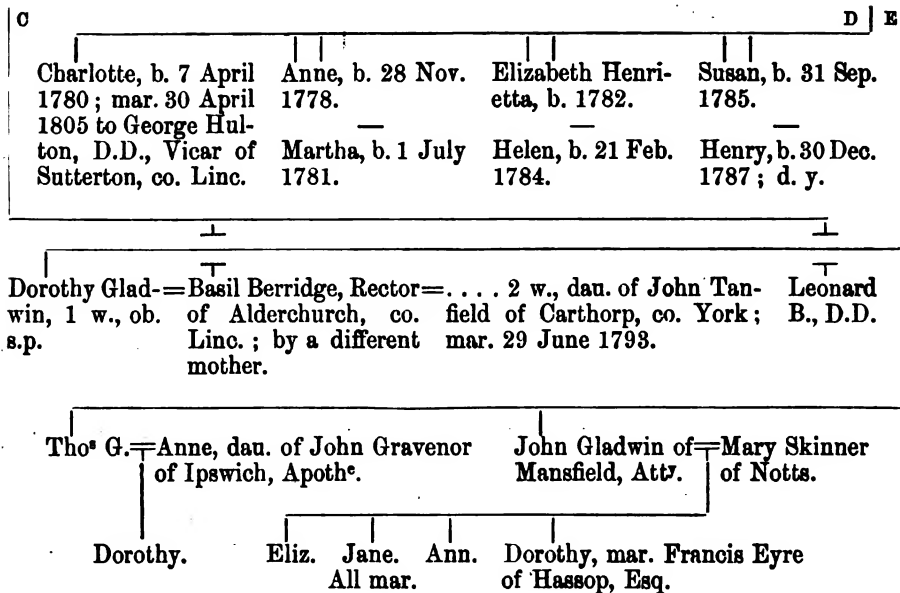 C D E
Charlotte, b. 7 April
1780 ; mar. 30 April
1805 to George Hul-
ton, D.D., Vicar of
Sutterton, co. Linc.
Anne, b. 28 Nov.
1778.
—
Martha, b. 1 July
1781.
Elizabeth Henri-
etta, b. 1782.
—
Helen, b. 21 Feb.
1784.
Susan, b. 31 Sep.
1785.
—
Henry, b. 30 Dec.
1787 ; d. y.
Dorothy Glad-
win, 1 w., ob.
s.p.
=Basil Berridge, Rector=
of Alderchurch, co.
Linc. ; by a different
mother.
. . . . 2 w., dau. of John Tan-
field of Carthorp, co. York ;
mar. 29 June 1793.
Leonard
B., D.D.
Thoˢ G.=Anne, dau. of John Gravenor
of Ipswich, Apothᵉ.
John Gladwin of=Mary Skinner
Mansfield, Attʸ. of Notts.
Dorothy.
Eliz. Jane. Ann.
All mar.
Dorothy, mar. Francis Eyre
of Hassop, Esq.